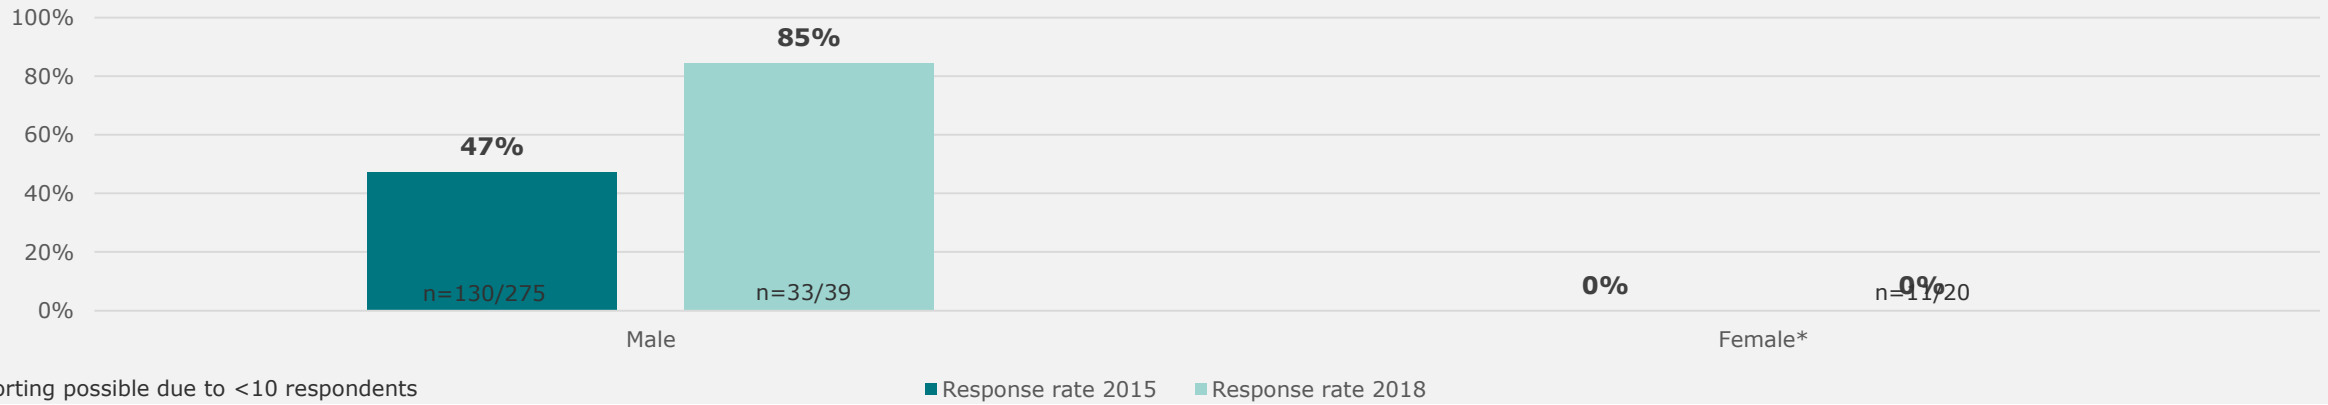 100%
85%
80%
60%
47%
40%
20%
0%
0%
n=130/275
n=33/39
n=11/20
0%
Male
Female*
possible due to <10 respondents
Response rate 2015
Response rate 2018